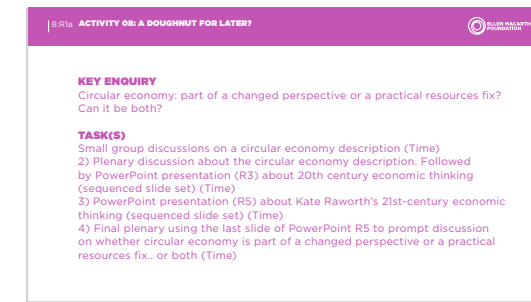 8:R1a ACTIVITY 08: A DOUGHNUT FOR LATER?
ELLEN MACARTH
FOUNDATION
KEY ENQUIRY
Circular economy: part of a changed perspective or a practical resources fix?
Can it be both?
TASK(S)
Small group discussions on a circular economy description (Time)
2) Plenary discussion about the circular economy description. Followed
by PowerPoint presentation (R3) about 20th century economic thinking
(sequenced slide set) (Time)
3) PowerPoint presentation (R5) about Kate Raworth's 21st-century economic
thinking (sequenced slide set) (Time)
4) Final plenary using the last slide of PowerPoint R5 to prompt discussion
on whether circular economy is part of a changed perspective or a practical
resources fix.. or both (Time)